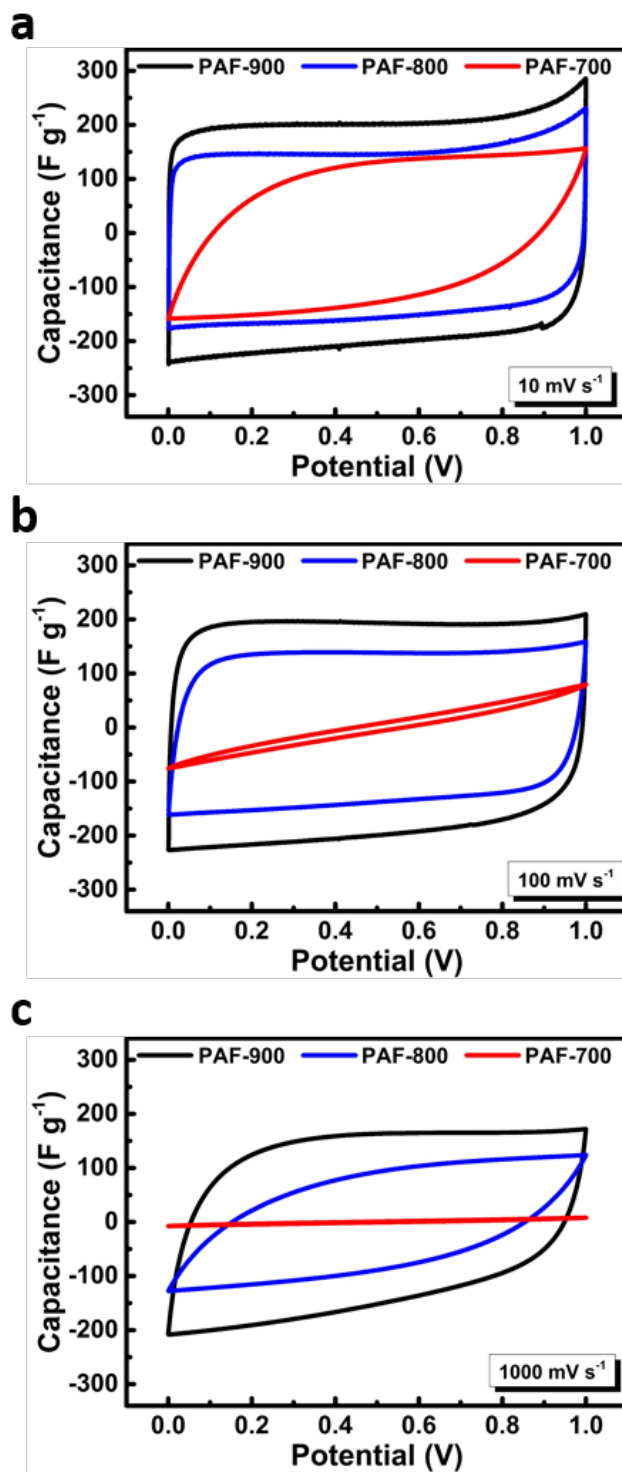 a
PAF-900 PAF-800 PAF-700
300
200
100
0
-100
-200
-300
Capacitance (F g⁻¹)
10 mV s⁻¹
0.0 0.2 0.4 0.6 0.8 1.0
Potential (V)
b
PAF-900 PAF-800 PAF-700
300
200
100
0
-100
-200
-300
Capacitance (F g⁻¹)
100 mV s⁻¹
0.0 0.2 0.4 0.6 0.8 1.0
Potential (V)
c
PAF-900 PAF-800 PAF-700
300
200
100
0
-100
-200
-300
Capacitance (F g⁻¹)
1000 mV s⁻¹
0.0 0.2 0.4 0.6 0.8 1.0
Potential (V)